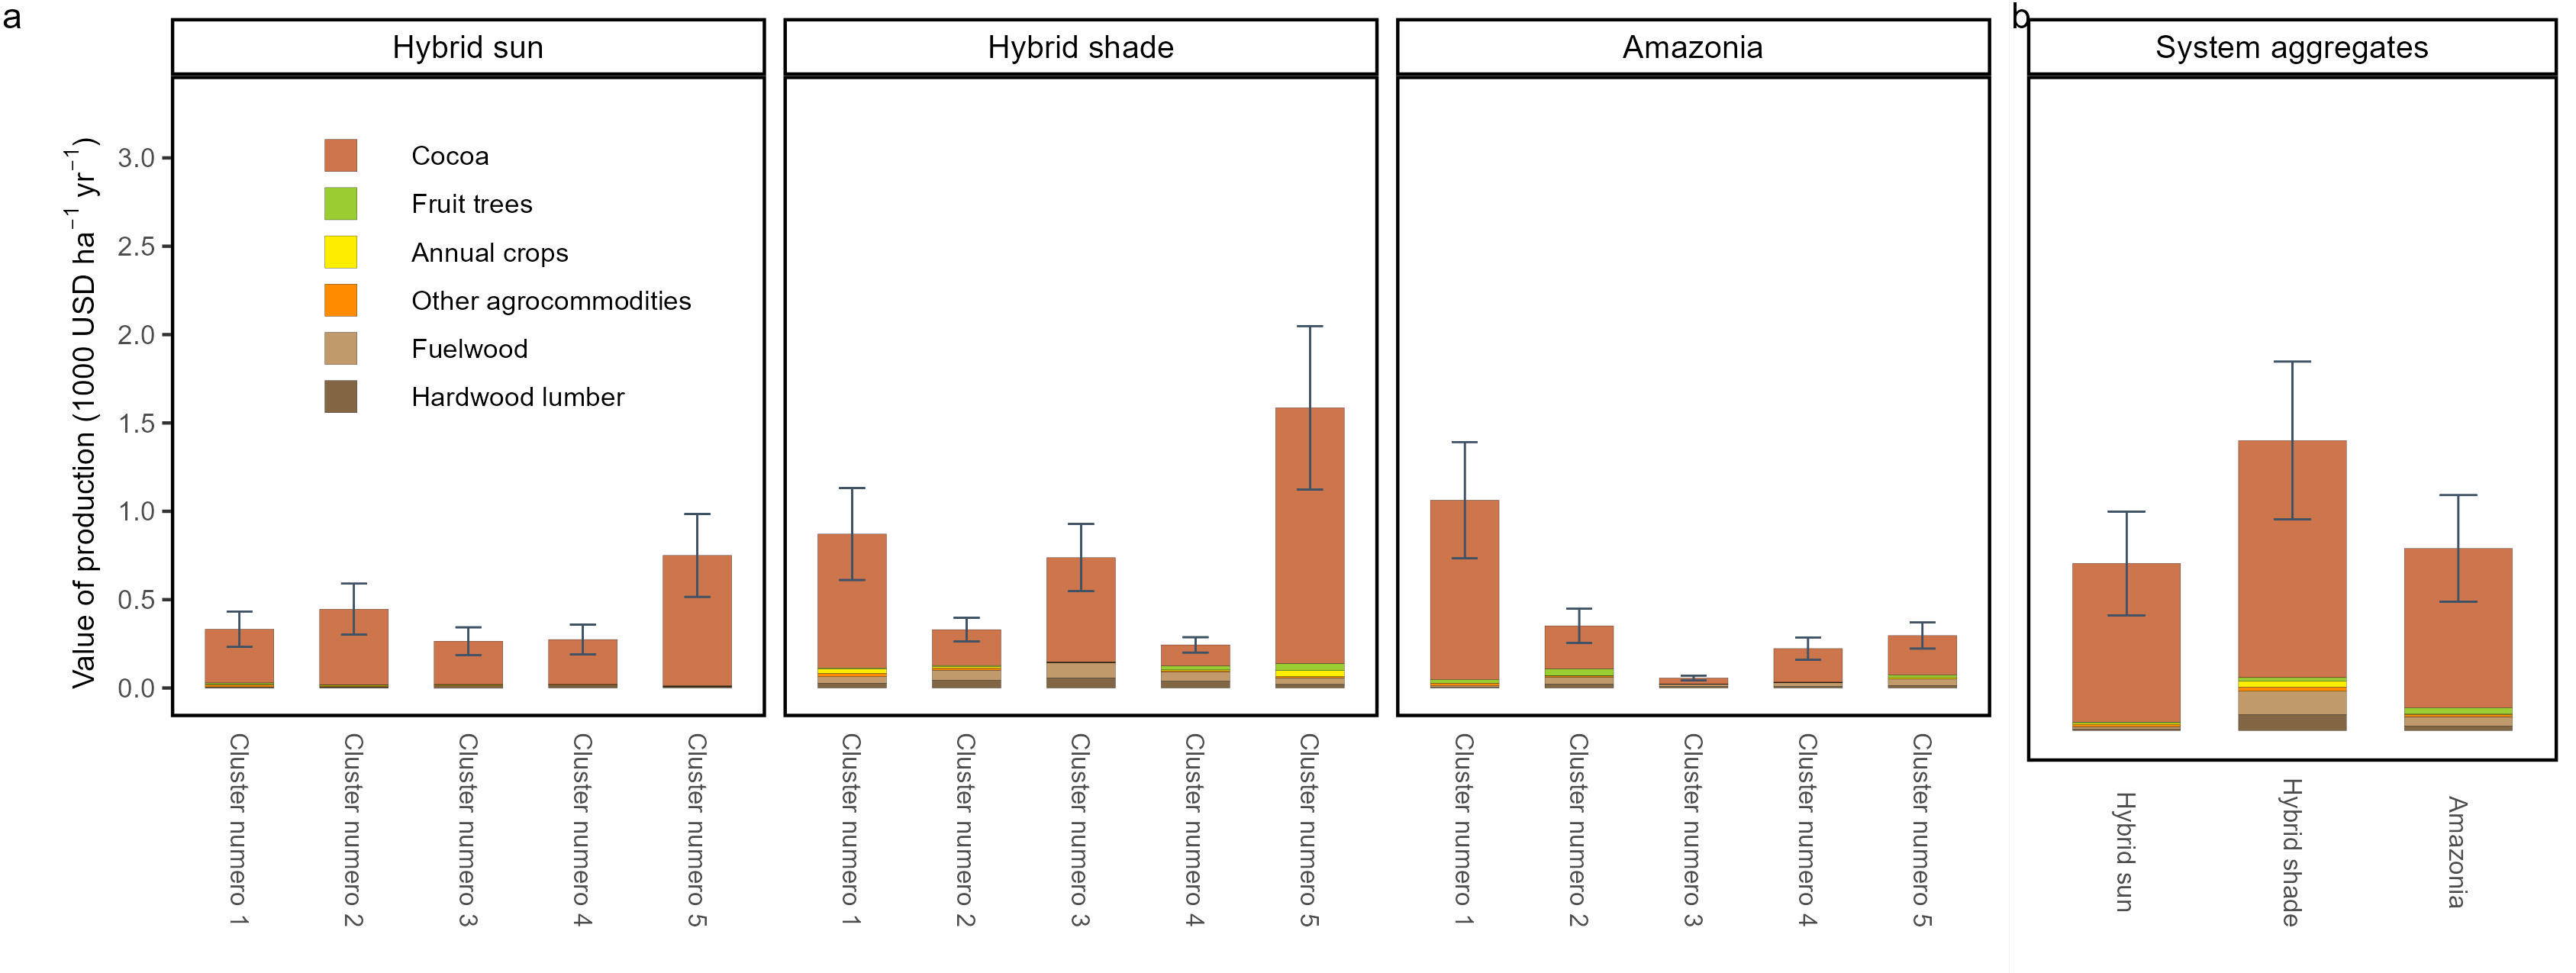 a
Hybrid sun
Hybrid shade
Amazonia
b
System aggregates
Value of production (1000 USD ha⁻¹ yr⁻¹)
3.0
2.5
2.0
1.5
1.0
0.5
0.0
Cocoa
Fruit trees
Annual crops
Other agrocommodities
Fuelwood
Hardwood lumber
Cluster numero 1
Cluster numero 2
Cluster numero 3
Cluster numero 4
Cluster numero 5
Cluster numero 1
Cluster numero 2
Cluster numero 3
Cluster numero 4
Cluster numero 5
Cluster numero 1
Cluster numero 2
Cluster numero 3
Cluster numero 4
Cluster numero 5
Hybrid sun
Hybrid shade
Amazonia